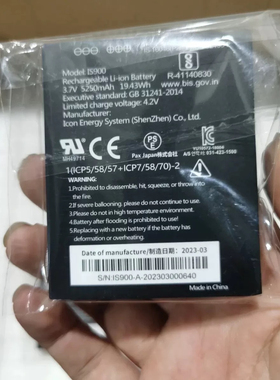 Model: IS900
Rechargeable Li-ion Battery
3.7V 5250mAh 19.43Wh
Reference code: GB 31241-2014
Limited charge voltage: 4.2V
Icon Energy System (ShenZhen) Co., Ltd.
IS
R-41140830
www.bis.gov.in
PS
E
Pax Japan株式会社
1(ICP5/58/57+ICP7/58/70)-2
WARNING:
1.Prohibited to disassemble, hit, squeeze, or throw into
the fire
2.If severe ballooning, please do not continue to use.
3.Do not place in high temperature environment
4.Battery after flooding is prohibited to use
5.Replacing with a new battery if the battery has
deformation or overheating.
Date of manufacture/制造日期: 2023-03
S/N:IS900-A-202303000640
Made in China